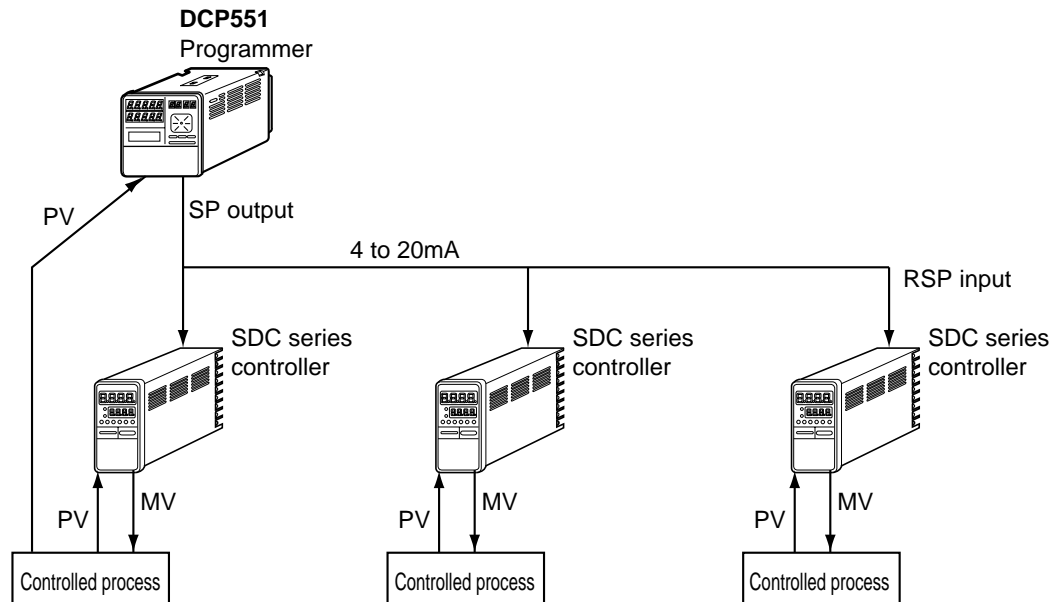 DCP551
Programmer
PV
SP output
4 to 20mA
RSP input
SDC series
controller
SDC series
controller
SDC series
controller
PV
MV
PV
MV
PV
MV
Controlled process
Controlled process
Controlled process